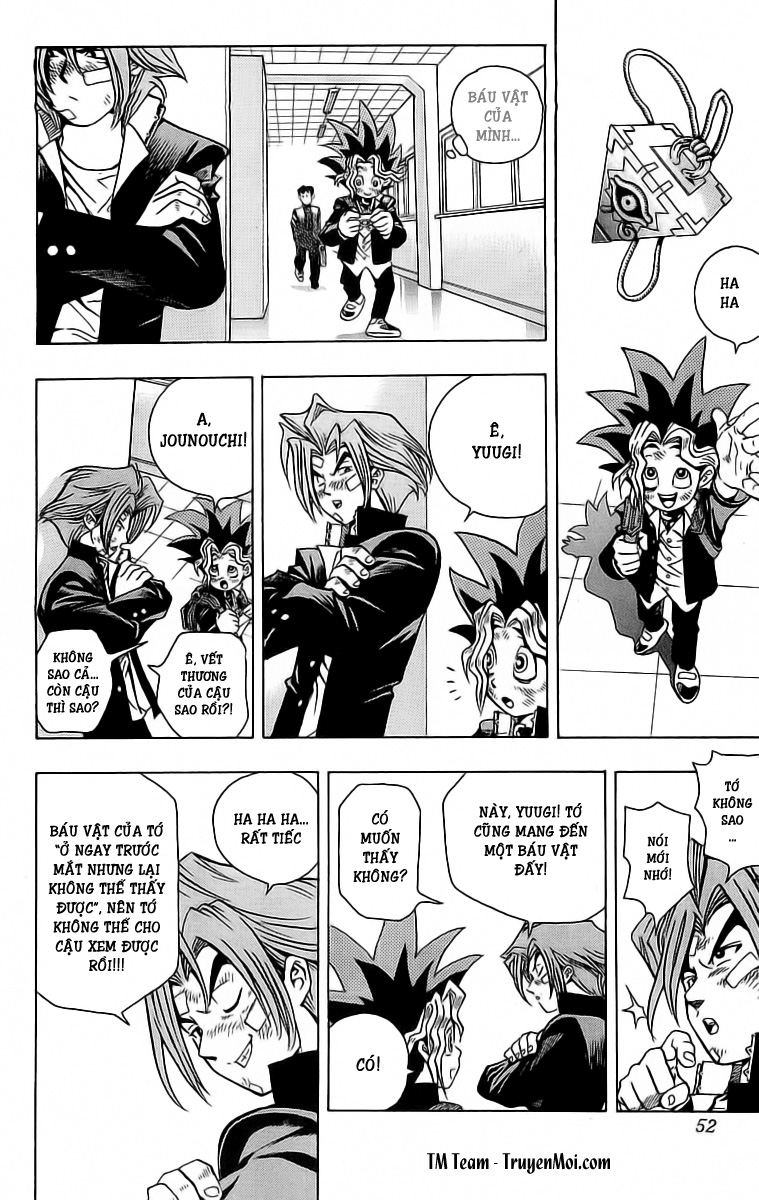 HA
HA
BÁU VẬT
CỦA
MÌNH...
Ê,
YUUGI!
A,
JOUNOUCHI!
Ê, VẾT
THƯƠNG
CỦA CẬU
SAO RỒI?!
KHÔNG
SAO CẢ...
CÒN CẬU
THÌ SAO?
TỚ
KHÔNG
SAO
...
NÓI
MỚI
NHỚ!
NÀY, YUUGI! TỚ
CŨNG MANG ĐẾN
MỘT BÁU VẬT
ĐẤY!
CÓ
MUỐN
THẤY
KHÔNG?
CÓ!
HA HA HA...
RẤT TIẾC
BÁU VẬT CỦA TỚ
"Ở NGAY TRƯỚC
MẮT NHƯNG LẠI
KHÔNG THỂ THẤY
ĐƯỢC", NÊN TỚ
KHÔNG THỂ CHO
CẬU XEM ĐƯỢC
RỒI!!!
52
TM Team - TruyenMoi.com